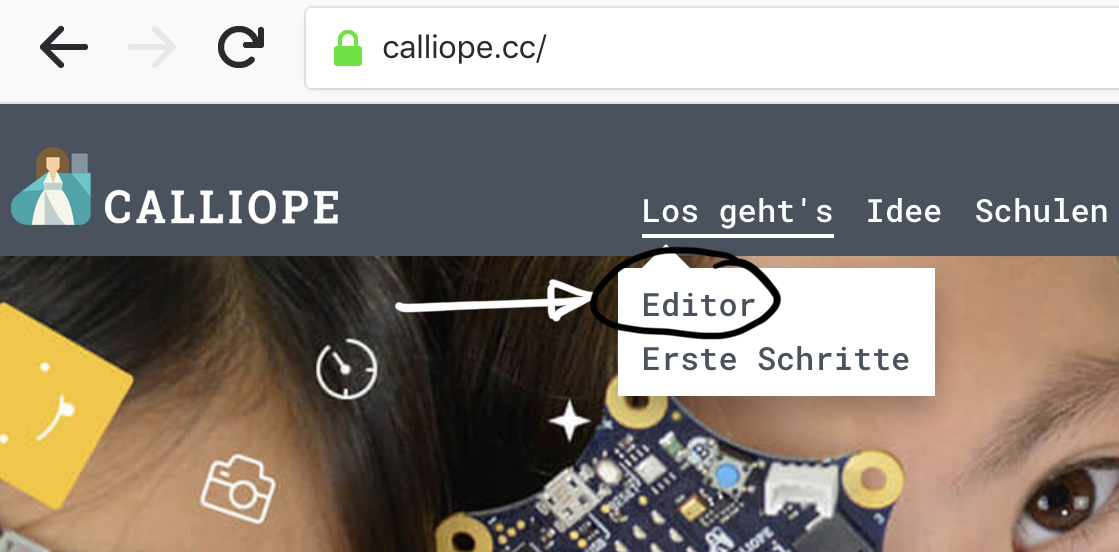 calliope.cc/
CALLIOPE
Los geht's Idee Schulen
Editor
Erste Schritte